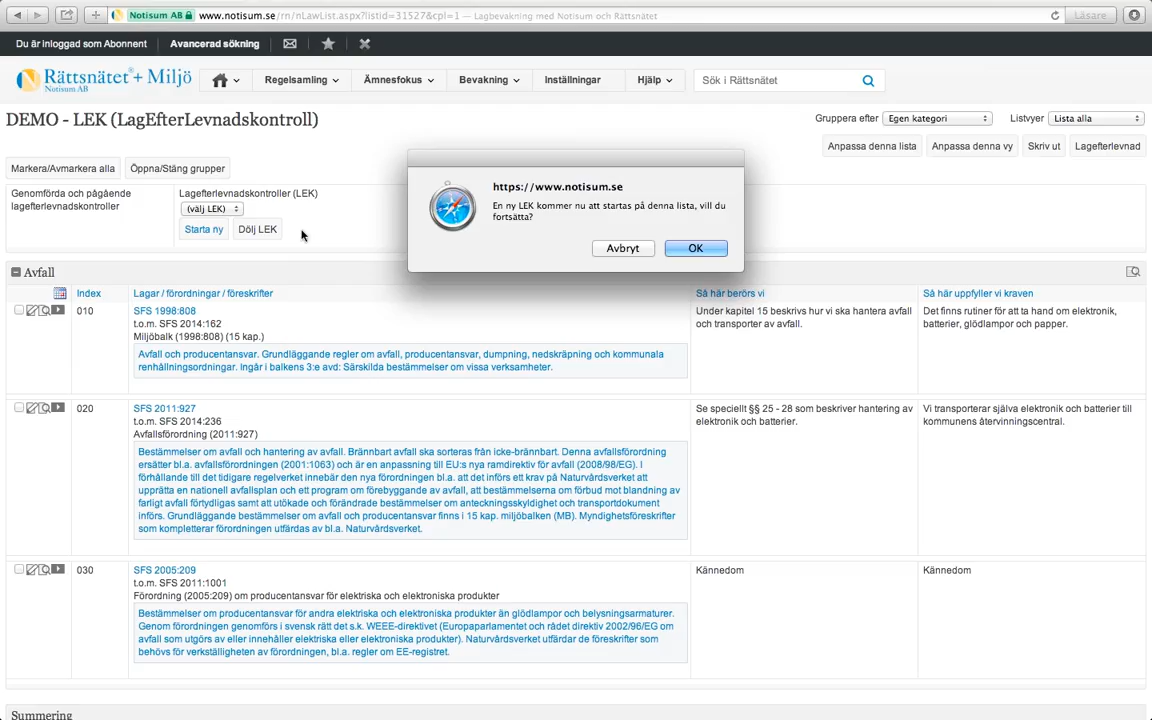 Notisum AB www.notisum.se/rn/nLawList.aspx?listid=31527&cpl=1 — Lagbevakning med Notisum och Rättsnätet Läsare
Du är inloggad som Abonnent Avancerad sökning
Rättsnätet®+ Miljö
Notisum AB
Regelsamling Ämnesfokus Bevakning Inställningar Hjälp Sök i Rättsnätet
DEMO - LEK (LagEfterLevnadskontroll)
Gruppera efter Egen kategori Listvyer Lista alla
Anpassa denna lista Anpassa denna vy Skriv ut Lagefterlevnad
Markera/Avmarkera alla Öppna/Stäng grupper
Genomförda och pågående
lagefterlevnadkontroller
Lagefterlevnadskontroller (LEK)
(välj LEK)
Starta ny Dölj LEK
https://www.notisum.se
En ny LEK kommer nu att startas på denna lista, vill du
fortsätta?
Avbryt OK
Avfall
Index Lagar / förordningar / föreskrifter Så här berörs vi Så här uppfyller vi kraven
010
SFS 1998:808
t.o.m. SFS 2014:162
Miljöbalk (1998:808) (15 kap.)
Avfall och producentansvar. Grundläggande regler om avfall, producentansvar, dumpning, nedskräpning och kommunala
renhållningsordningar. Ingår i balkens 3:e avd: Särskilda bestämmelser om vissa verksamheter.
Under kapitel 15 beskrivs hur vi ska hantera avfall
och transporter av avfall.
Det finns rutiner för att ta hand om elektronik,
batterier, glödlampor och papper.
020
SFS 2011:927
t.o.m. SFS 2014:236
Avfallsförordning (2011:927)
Bestämmelser om avfall och hantering av avfall. Brännbart avfall ska sorteras från icke-brännbart. Denna avfallsförordning
ersätter bl.a. avfallsförordningen (2001:1063) och är en anpassning till EU:s nya ramdirektiv för avfall (2008/98/EG). I
förhållande till det tidigare regelverket innebär den nya förordningen bl.a. att det införs ett krav på Naturvårdsverket att
upprätta en nationell avfallsplan och ett program om förebyggande av avfall, att bestämmelserna om förbud mot blandning av
farligt avfall förtydligas samt att utökade och förändrade bestämmelser om anteckningsskyldighet och transportdokument
införs. Grundläggande bestämmelser om avfall och producentansvar finns i 15 kap. miljöbalken (MB). Myndighetsföreskrifter
som kompletterar förordningen utfärdas av bl.a. Naturvårdsverket.
Se speciellt §§ 25 - 28 som beskriver hantering av
elektronik och batterier.
Vi transporterar själva elektronik och batterier till
kommunens återvinningscentral.
030
SFS 2005:209
t.o.m. SFS 2011:1001
Förordning (2005:209) om producentansvar för elektriska och elektroniska produkter
Bestämmelser om producentansvar för andra elektriska och elektroniska produkter än glödlampor och belysningsarmaturer.
Genom förordningen genomförs i svensk rätt det s.k. WEEE-direktivet (Europaparlamentet och rådet direktiv 2002/96/EG om
avfall som utgörs av eller innehåller elektriska eller elektroniska produkter). Naturvårdsverket utfärdar de föreskrifter som
behövs för verkställigheten av förordningen, bl.a. regler om EE-registret.
Kännedom
Kännedom
Summering